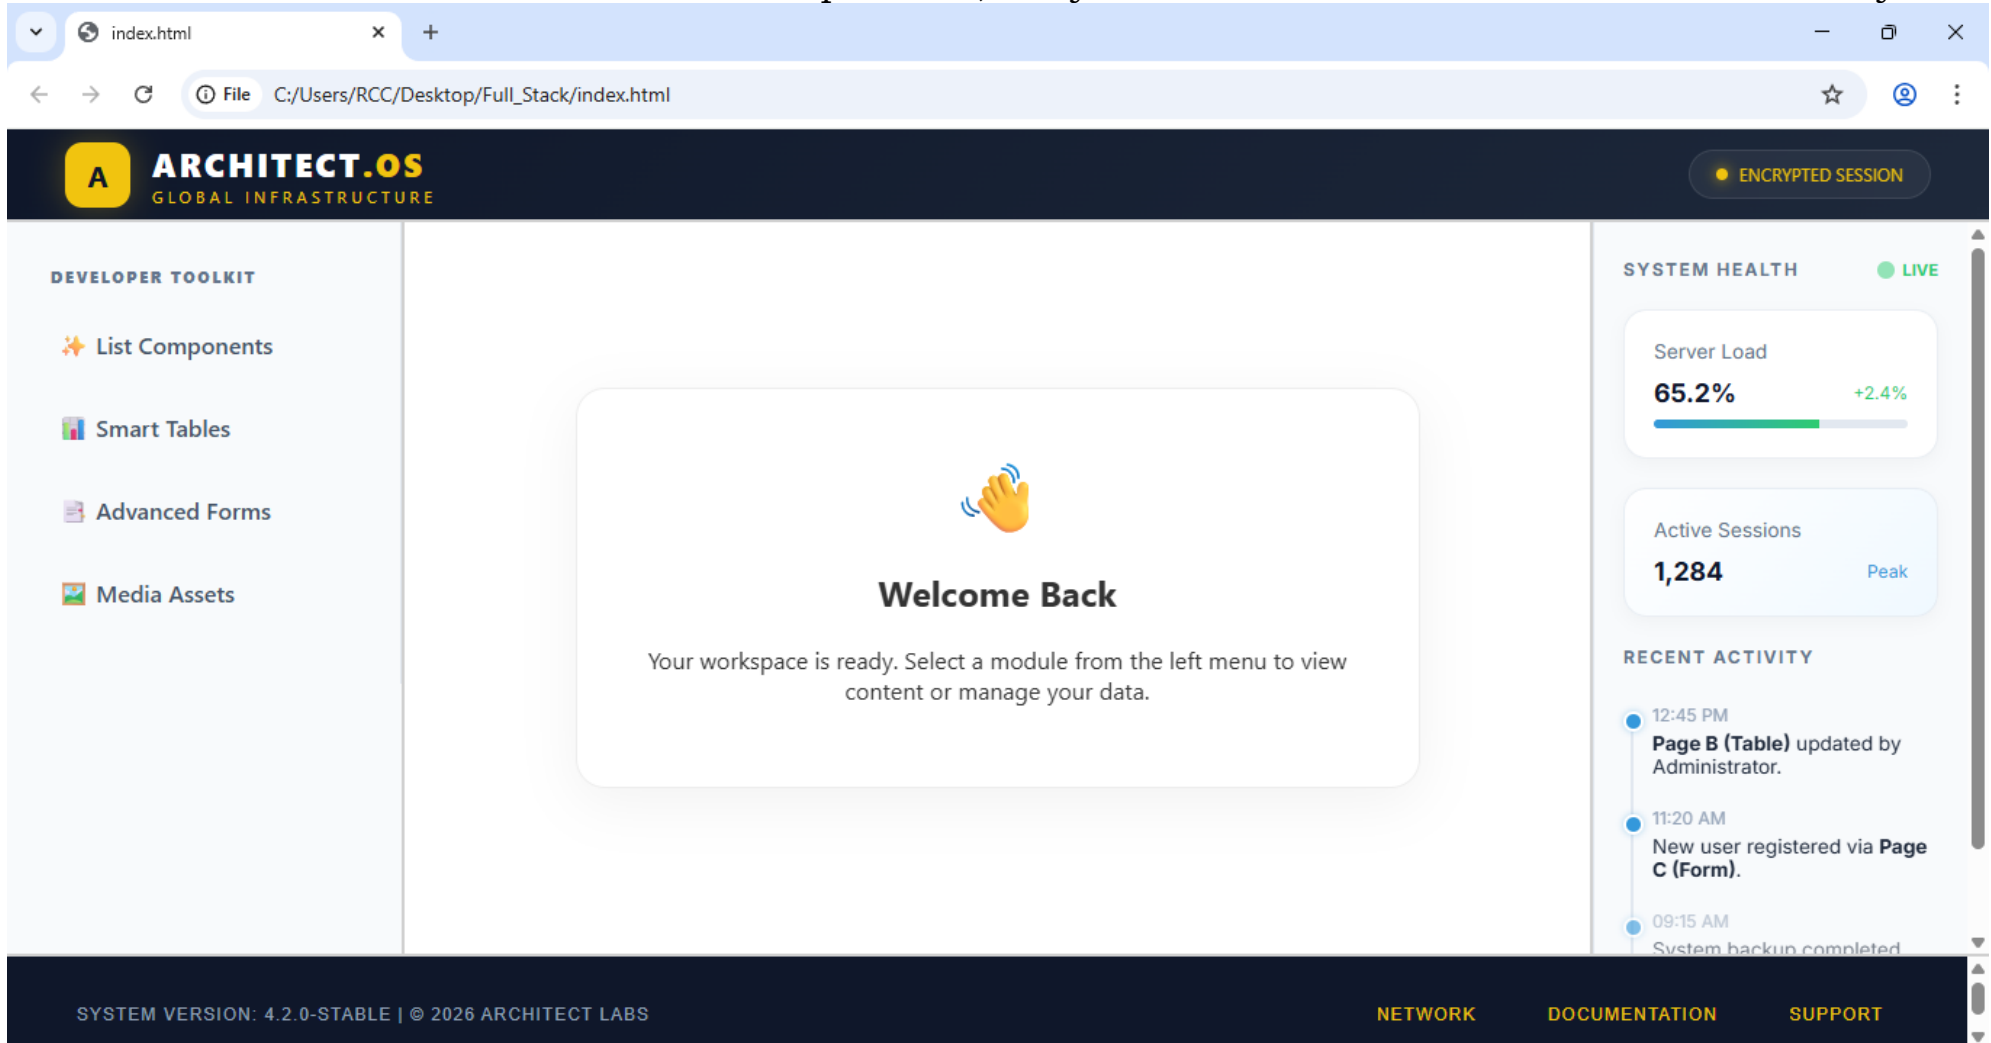 index.html
File
C:/Users/RCC/Desktop/Full_Stack/index.html
A
ARCHITECT.OS
GLOBAL INFRASTRUCTURE
ENCRYPTED SESSION
DEVELOPER TOOLKIT
List Components
Smart Tables
Advanced Forms
Media Assets
Welcome Back
Your workspace is ready. Select a module from the left menu to view
content or manage your data.
SYSTEM HEALTH
LIVE
Server Load
65.2%
+2.4%
Active Sessions
1,284
Peak
RECENT ACTIVITY
12:45 PM
Page B (Table) updated by
Administrator.
11:20 AM
New user registered via Page
C (Form).
09:15 AM
System backup completed
SYSTEM VERSION: 4.2.0-STABLE | © 2026 ARCHITECT LABS
NETWORK
DOCUMENTATION
SUPPORT